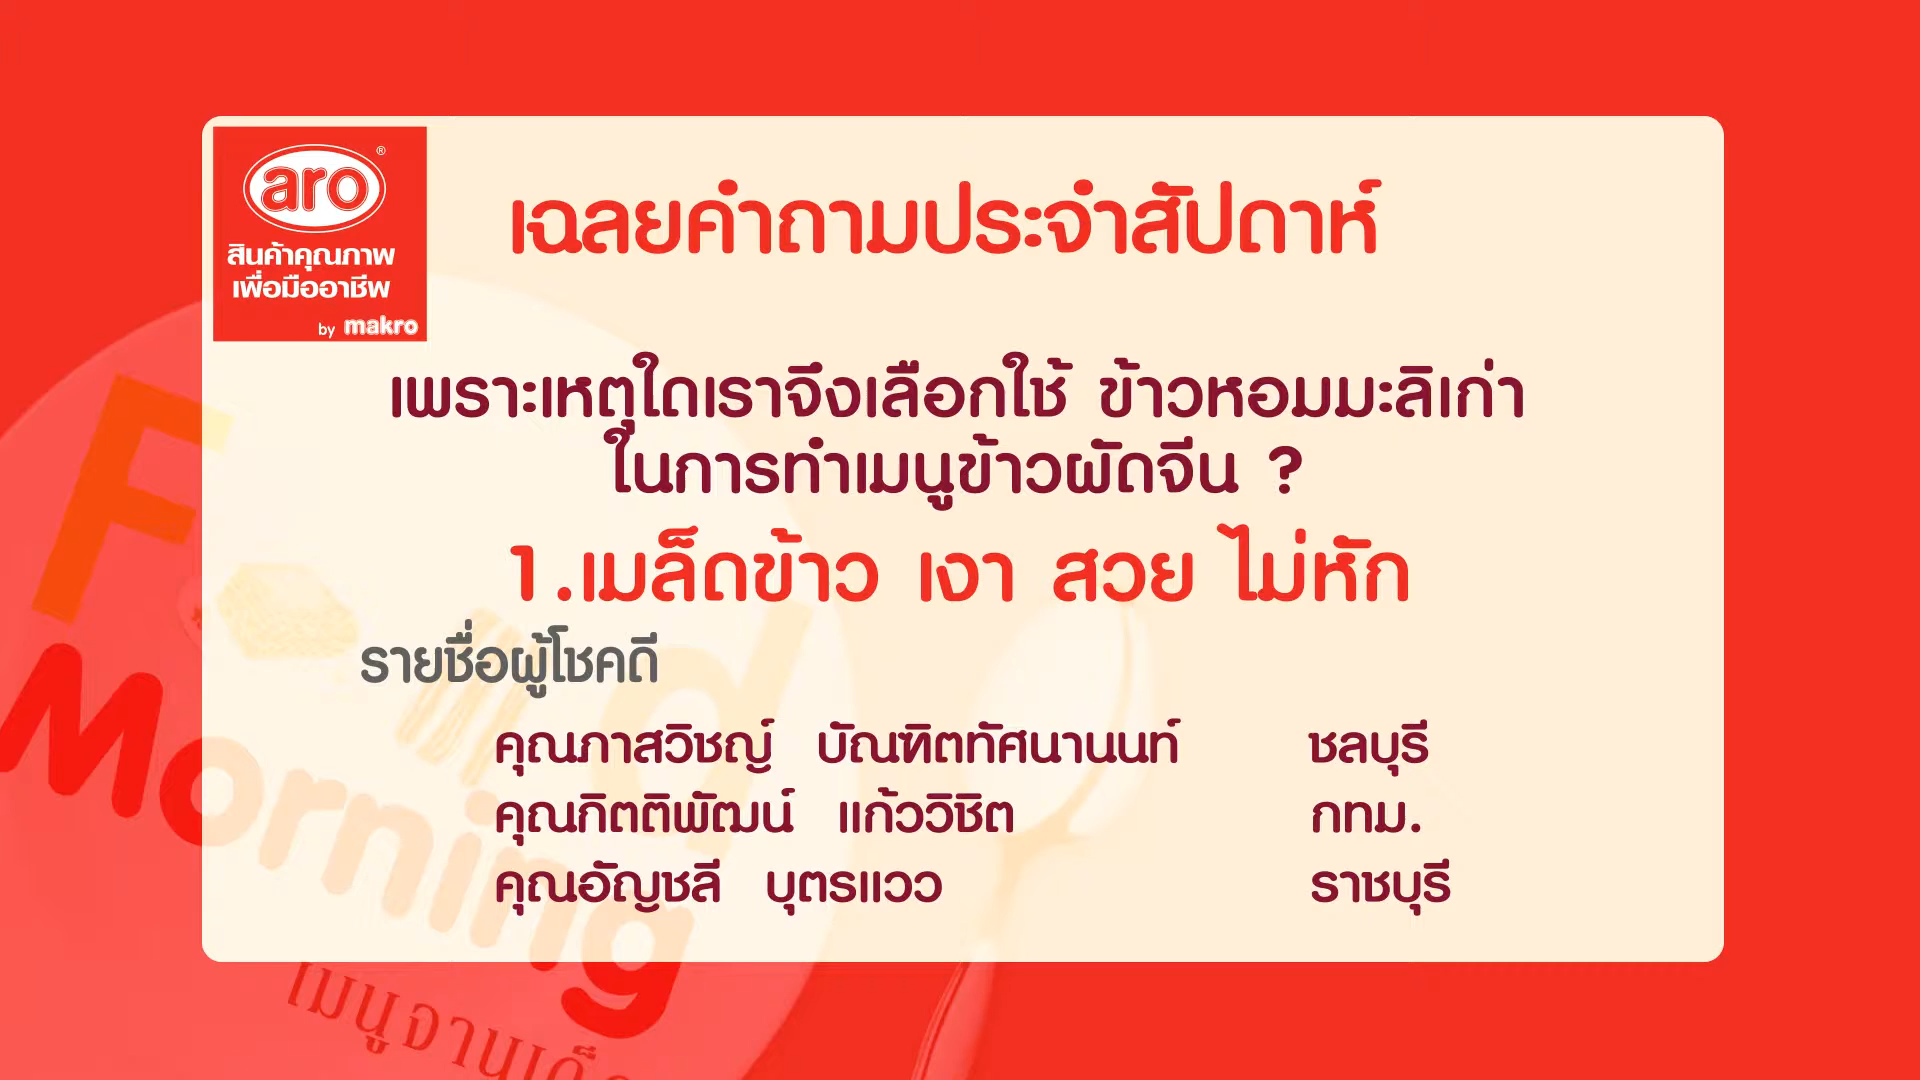 aro®
สินค้าคุณภาพ
เพื่อมืออาชีพ
by makro
เฉลยคำถามประจำสัปดาห์
เพราะเหตุใดเราจึงเลือกใช้ ข้าวหอมมะลิเก่า
ในการทำเมนูข้าวผัดจีน ?
1.เมล็ดข้าว เงา สวย ไม่หัก
รายชื่อผู้โชคดี
คุณภาสวิชญ์ บัณฑิตทัศนานนท์ ชลบุรี
คุณกิตติพัฒน์ แก้ววิชิต กทม.
คุณอัญชลี บุตรแวว ราชบุรี
Food
Morning
เมนูจานเด็